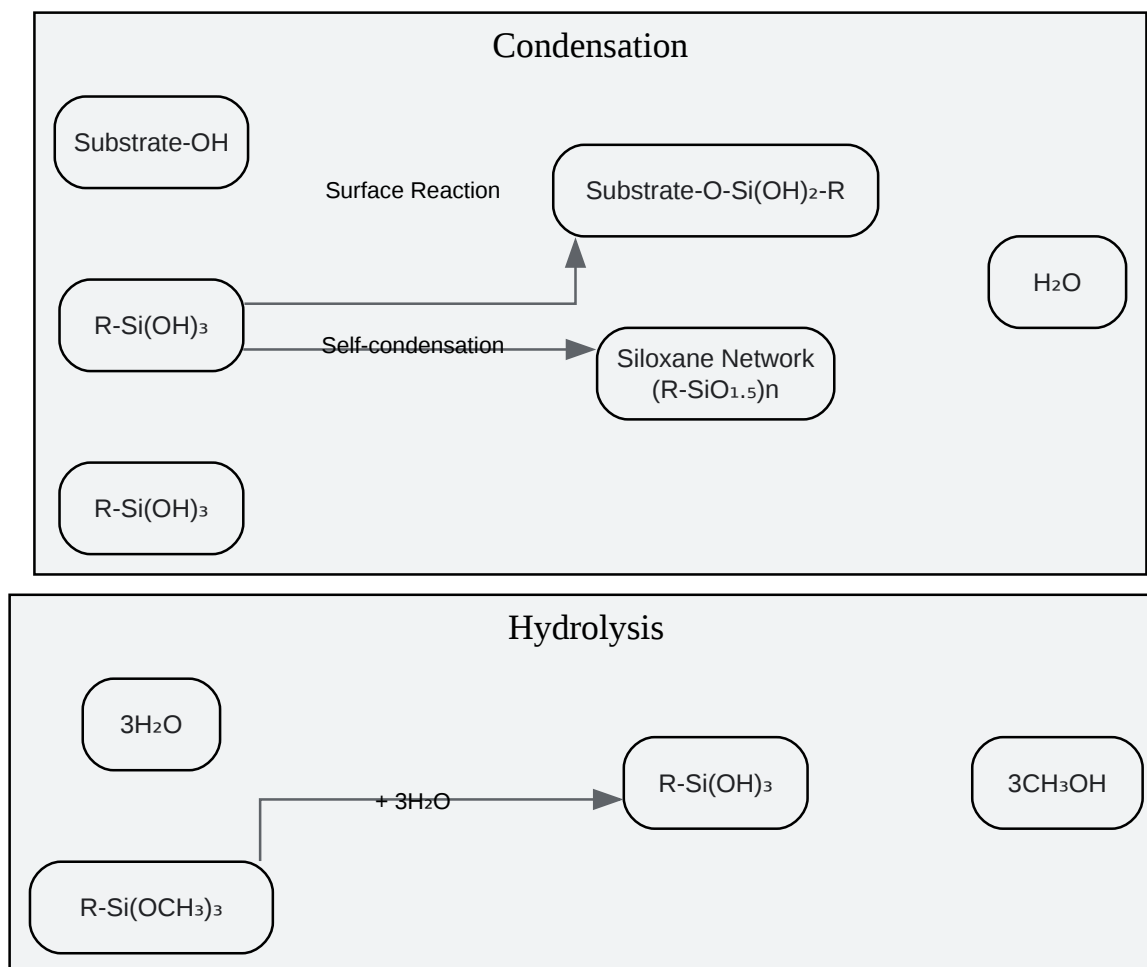 Condensation
Substrate-OH
Surface Reaction
Substrate-O-Si(OH)₂-R
H₂O
R-Si(OH)₃
Self-condensation
Siloxane Network
(R-SiO₁.₅)n
R-Si(OH)₃
Hydrolysis
3H₂O
R-Si(OH)₃
3CH₃OH
+ 3H₂O
R-Si(OCH₃)₃